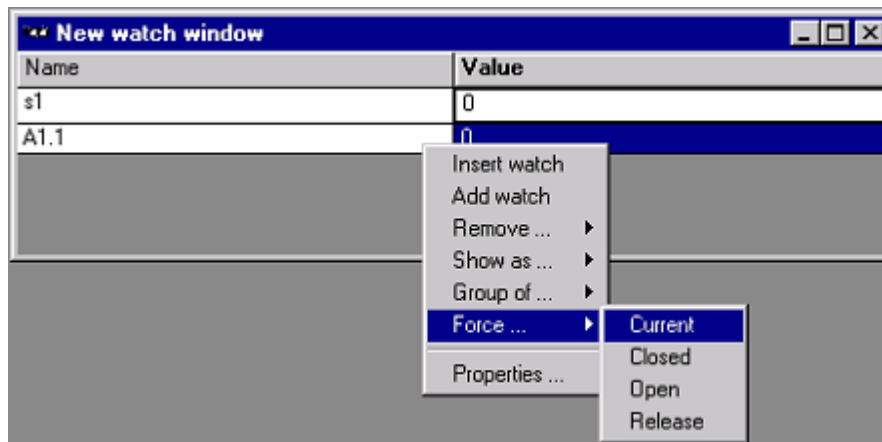 New watch window
Name Value
s1 0
A1.1 0
Insert watch
Add watch
Remove ...
Show as ...
Group of ...
Force ... Current
Closed
Properties ...
Open
Release